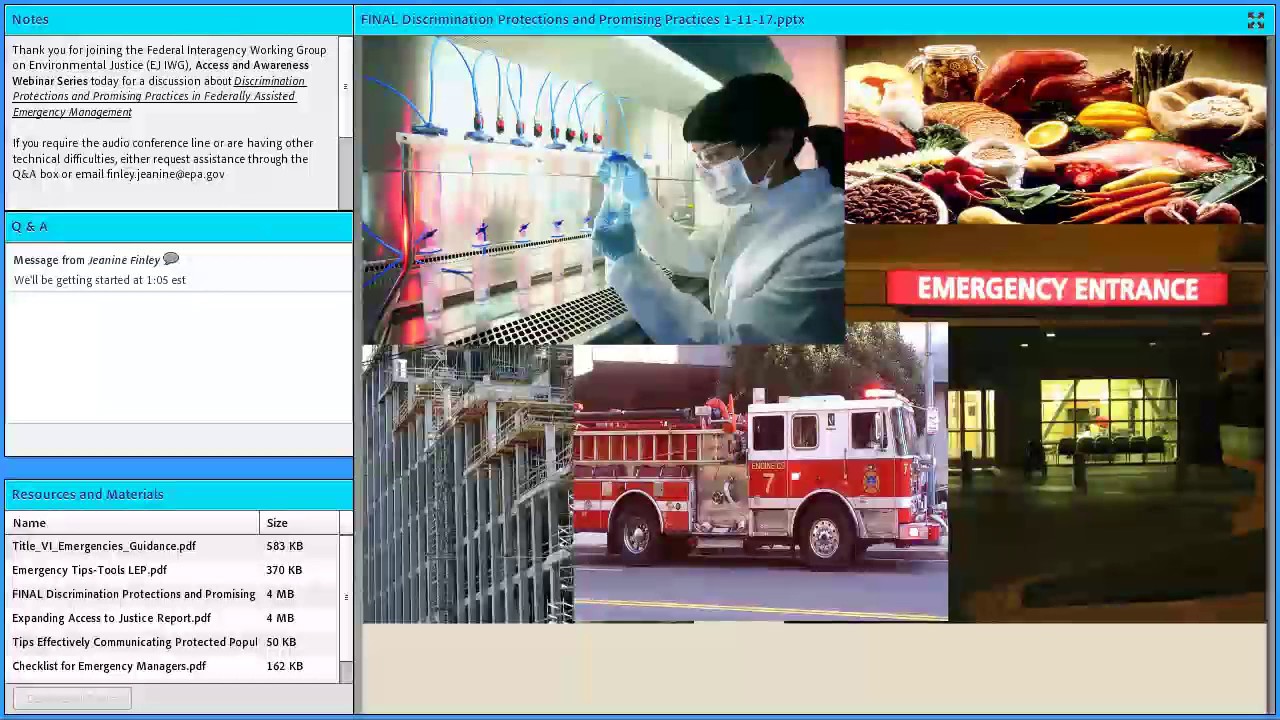 Notes
Thank you for joining the Federal Interagency Working Group
on Environmental Justice (EJ IWG), Access and Awareness
Webinar Series today for a discussion about Discrimination
Protections and Promising Practices in Federally Assisted
Emergency Management
If you require the audio conference line or are having other
technical difficulties, either request assistance through the
Q&A box or email finley.jeanine@epa.gov
Q & A
Message from Jeanine Finley
We'll be getting started at 1:05 est
Resources and Materials
Name Size
Title_VI_Emergencies_Guidance.pdf 583 KB
Emergency Tips-Tools LEP.pdf 370 KB
FINAL Discrimination Protections and Promising 4 MB
Expanding Access to Justice Report.pdf 4 MB
Tips Effectively Communicating Protected Popul 50 KB
Checklist for Emergency Managers.pdf 162 KB
FINAL Discrimination Protections and Promising Practices 1-11-17.pptx
EMERGENCY ENTRANCE
ENGINE CO
7